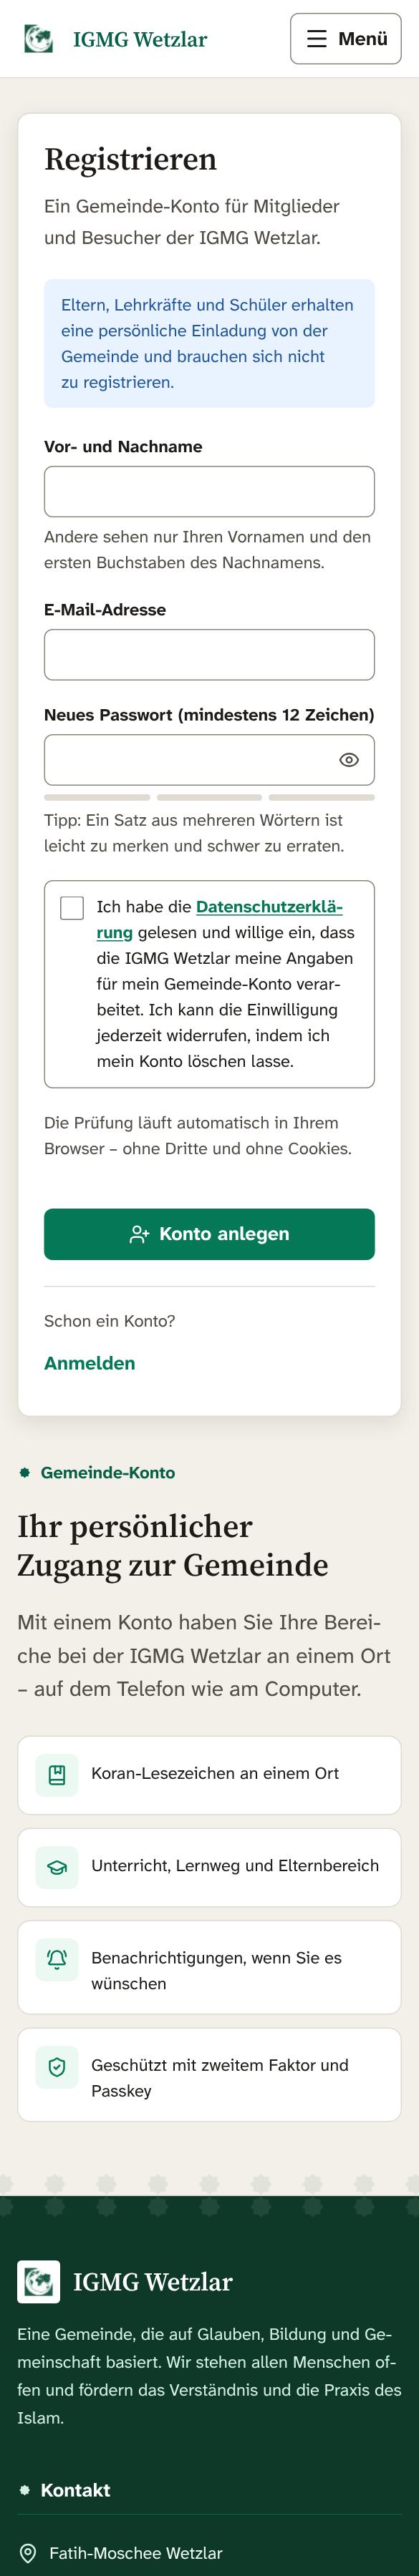 IGMG Wetzlar
Menü
Registrieren
Ein Gemeinde-Konto für Mitglieder
und Besucher der IGMG Wetzlar.
Eltern, Lehrkräfte und Schüler erhalten
eine persönliche Einladung von der
Gemeinde und brauchen sich nicht
zu registrieren.
Vor- und Nachname
Andere sehen nur Ihren Vornamen und den
ersten Buchstaben des Nachnamens.
E-Mail-Adresse
Neues Passwort (mindestens 12 Zeichen)
Tipp: Ein Satz aus mehreren Wörtern ist
leicht zu merken und schwer zu erraten.
Ich habe die Datenschutzerklä-
rung gelesen und willige ein, dass
die IGMG Wetzlar meine Angaben
für mein Gemeinde-Konto verar-
beitet. Ich kann die Einwilligung
jederzeit widerrufen, indem ich
mein Konto löschen lasse.
Die Prüfung läuft automatisch in Ihrem
Browser – ohne Dritte und ohne Cookies.
Konto anlegen
Schon ein Konto?
Anmelden
Gemeinde-Konto
Ihr persönlicher
Zugang zur Gemeinde
Mit einem Konto haben Sie Ihre Berei-
che bei der IGMG Wetzlar an einem Ort
– auf dem Telefon wie am Computer.
Koran-Lesezeichen an einem Ort
Unterricht, Lernweg und Elternbereich
Benachrichtigungen, wenn Sie es
wünschen
Geschützt mit zweitem Faktor und
Passkey
IGMG Wetzlar
Eine Gemeinde, die auf Glauben, Bildung und Ge-
meinschaft basiert. Wir stehen allen Menschen of-
fen und fördern das Verständnis und die Praxis des
Islam.
Kontakt
Fatih-Moschee Wetzlar